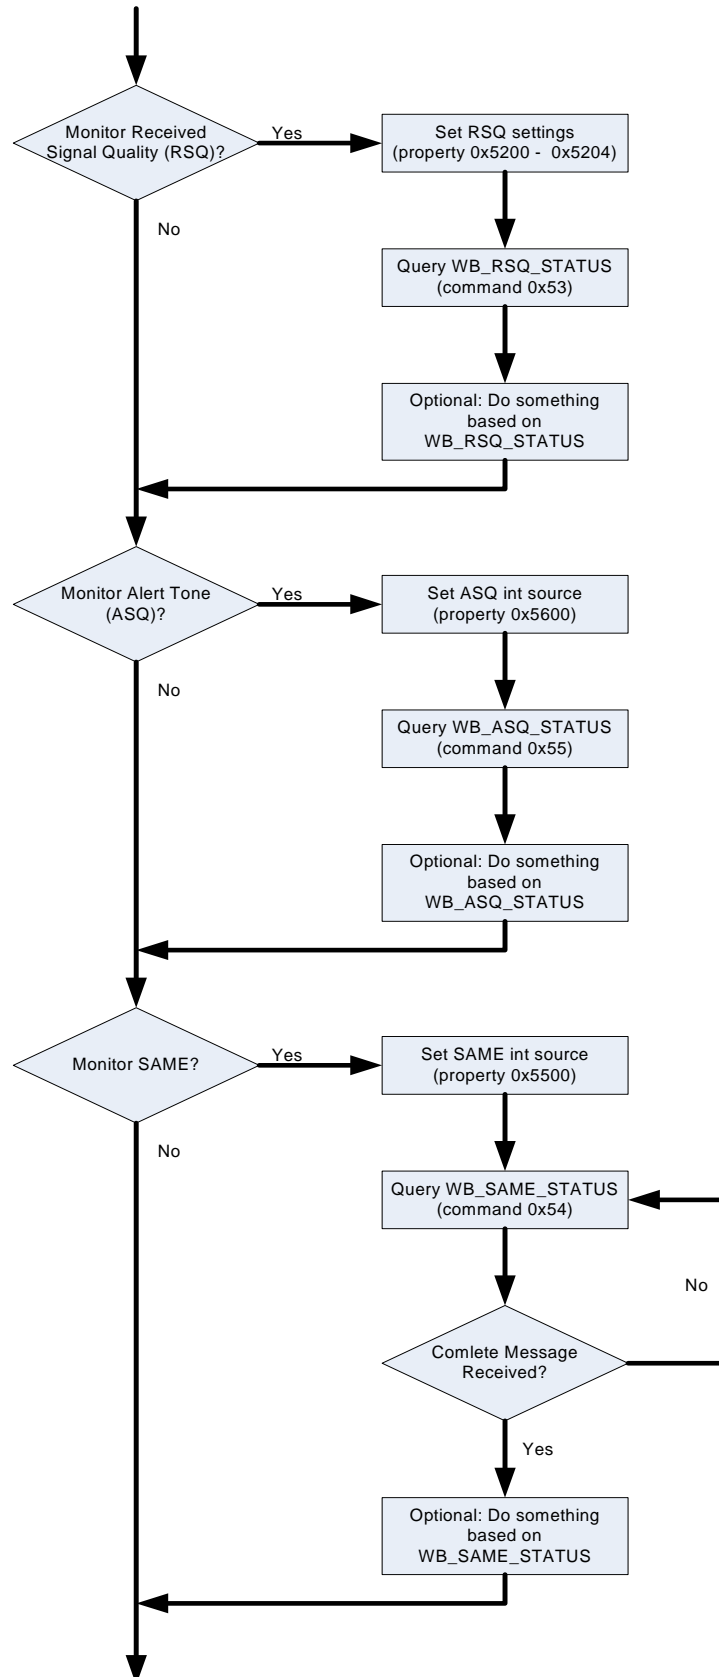 Monitor Received
Signal Quality (RSQ)?
Yes
Set RSQ settings
(property 0x5200 -  0x5204)
No
Query WB_RSQ_STATUS
(command 0x53)
Optional: Do something
based on
WB_RSQ_STATUS
Monitor Alert Tone
(ASQ)?
Yes
Set ASQ int source
(property 0x5600)
No
Query WB_ASQ_STATUS
(command 0x55)
Optional: Do something
based on
WB_ASQ_STATUS
Monitor SAME?
Yes
Set SAME int source
(property 0x5500)
No
Query WB_SAME_STATUS
(command 0x54)
No
Comlete Message
Received?
Yes
Optional: Do something
based on
WB_SAME_STATUS